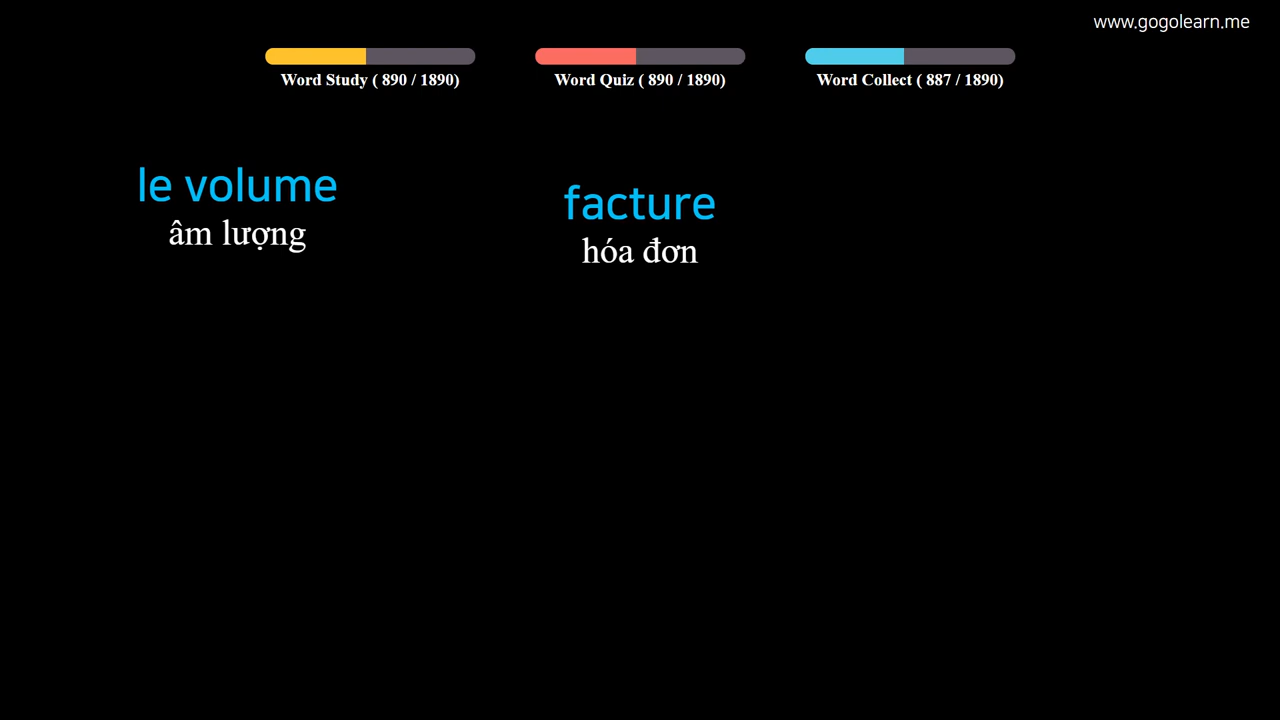 www.gogolearn.me
Word Study ( 890 / 1890)
Word Quiz ( 890 / 1890)
Word Collect ( 887 / 1890)
le volume
âm lượng
facture
hóa đơn